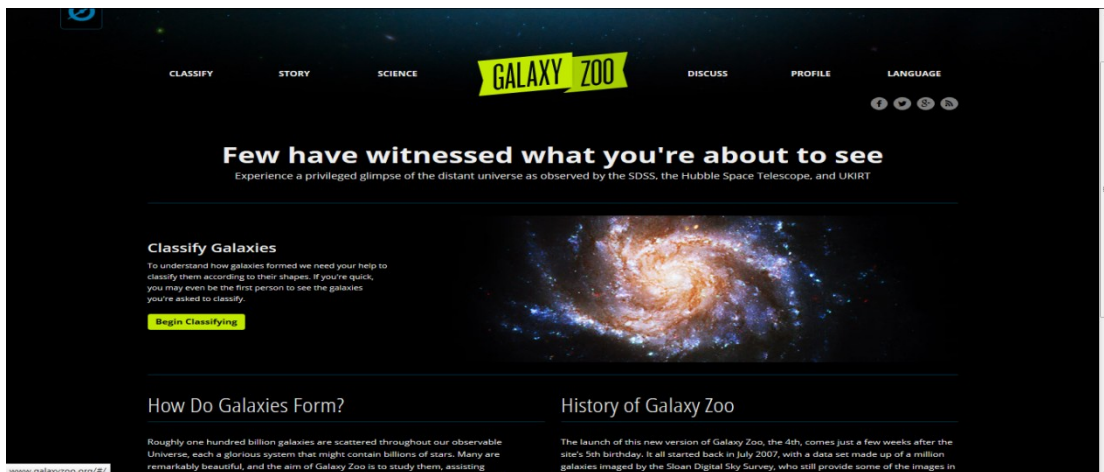 CLASSIFY STORY SCIENCE GALAXY ZOO DISCUSS PROFILE LANGUAGE
Few have witnessed what you're about to see
Experience a privileged glimpse of the distant universe as observed by the SDSS, the Hubble Space Telescope, and UKIRT
Classify Galaxies
To understand how galaxies formed we need your help to
classify them according to their shapes. If you're quick,
you may even be the first person to see the galaxies
you're asked to classify.
Begin Classifying
How Do Galaxies Form?
Roughly one hundred billion galaxies are scattered throughout our observable
Universe, each a glorious system that might contain billions of stars. Many are
remarkably beautiful, and the aim of Galaxy Zoo is to study them, assisting
History of Galaxy Zoo
The launch of this new version of Galaxy Zoo, the 4th, comes just a few weeks after the
site's 5th birthday. It all started back in July 2007, with a data set made up of a million
galaxies imaged by the Sloan Digital Sky Survey, who still provide some of the images in
www.galaxyzoo.org/#/